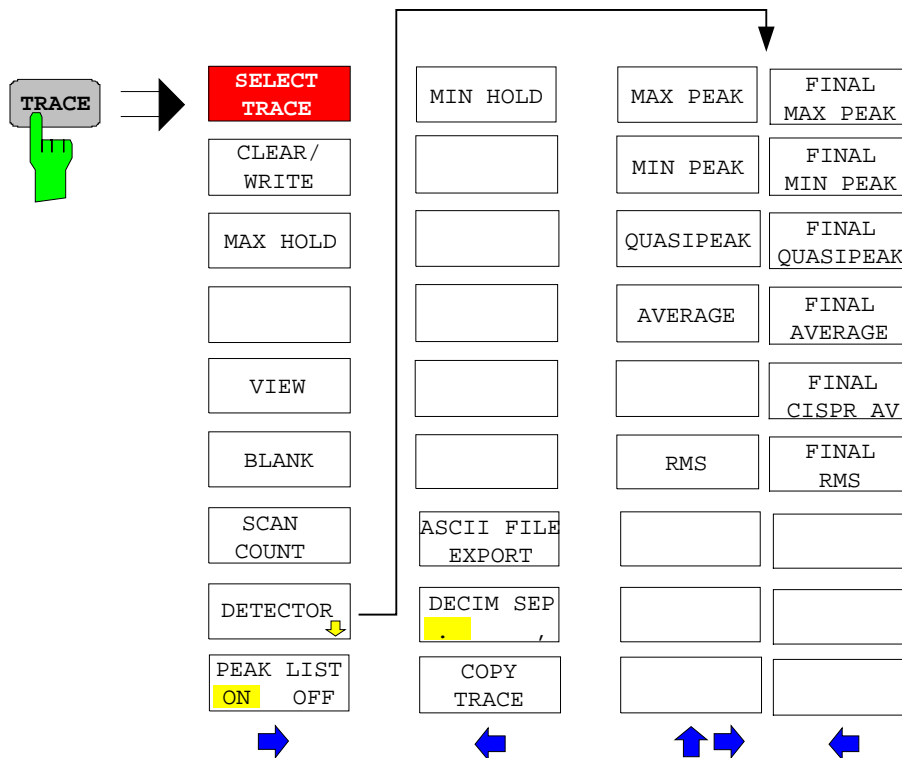 TRACE
SELECT
TRACE
CLEAR/
WRITE
MAX HOLD
VIEW
BLANK
SCAN
COUNT
DETECTOR
PEAK LIST
ON OFF
MIN HOLD
ASCII FILE
EXPORT
DECIM SEP
. ,
COPY
TRACE
MAX PEAK
MIN PEAK
QUASIPEAK
AVERAGE
RMS
FINAL
MAX PEAK
FINAL
MIN PEAK
FINAL
QUASIPEAK
FINAL
AVERAGE
FINAL
CISPR AV
FINAL
RMS